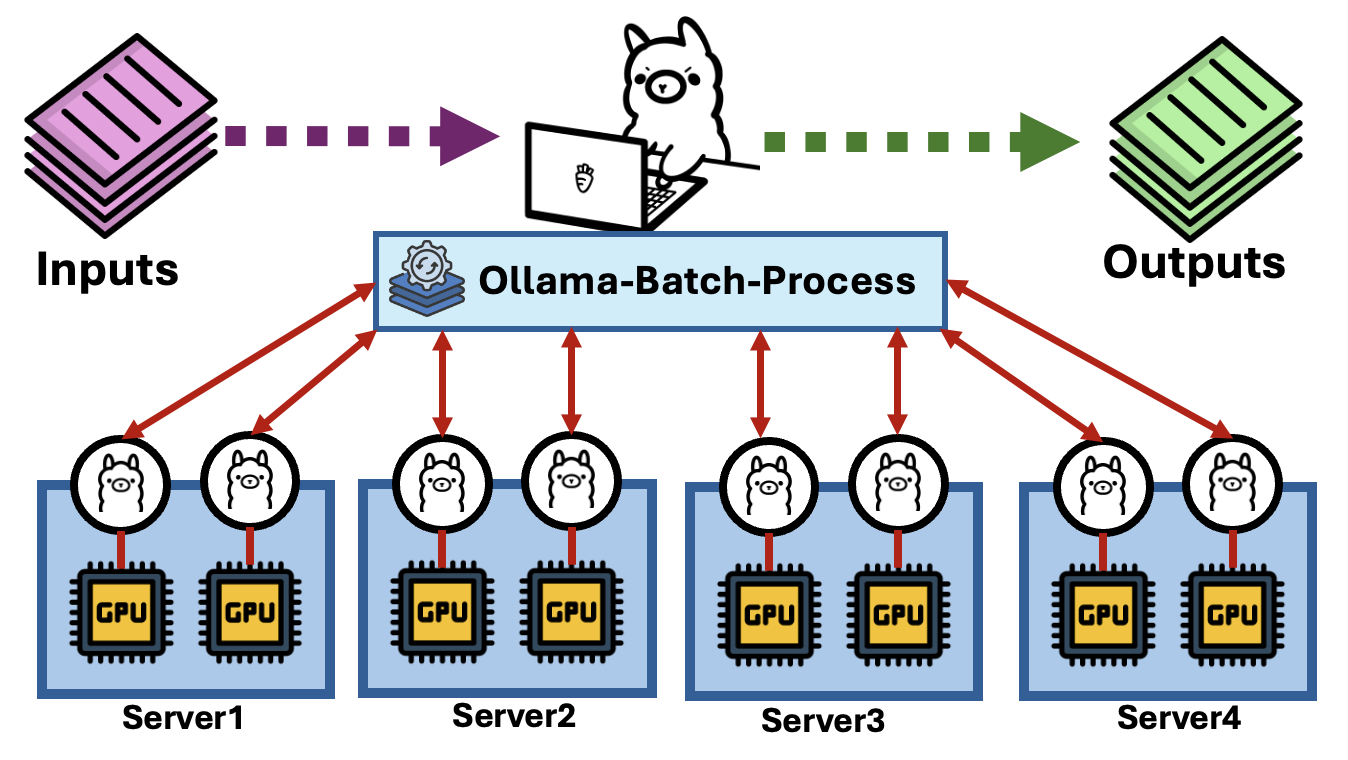 Inputs
Outputs
Ollama-Batch-Process
GPU
GPU
GPU
GPU
GPU
GPU
GPU
GPU
Server1
Server2
Server3
Server4